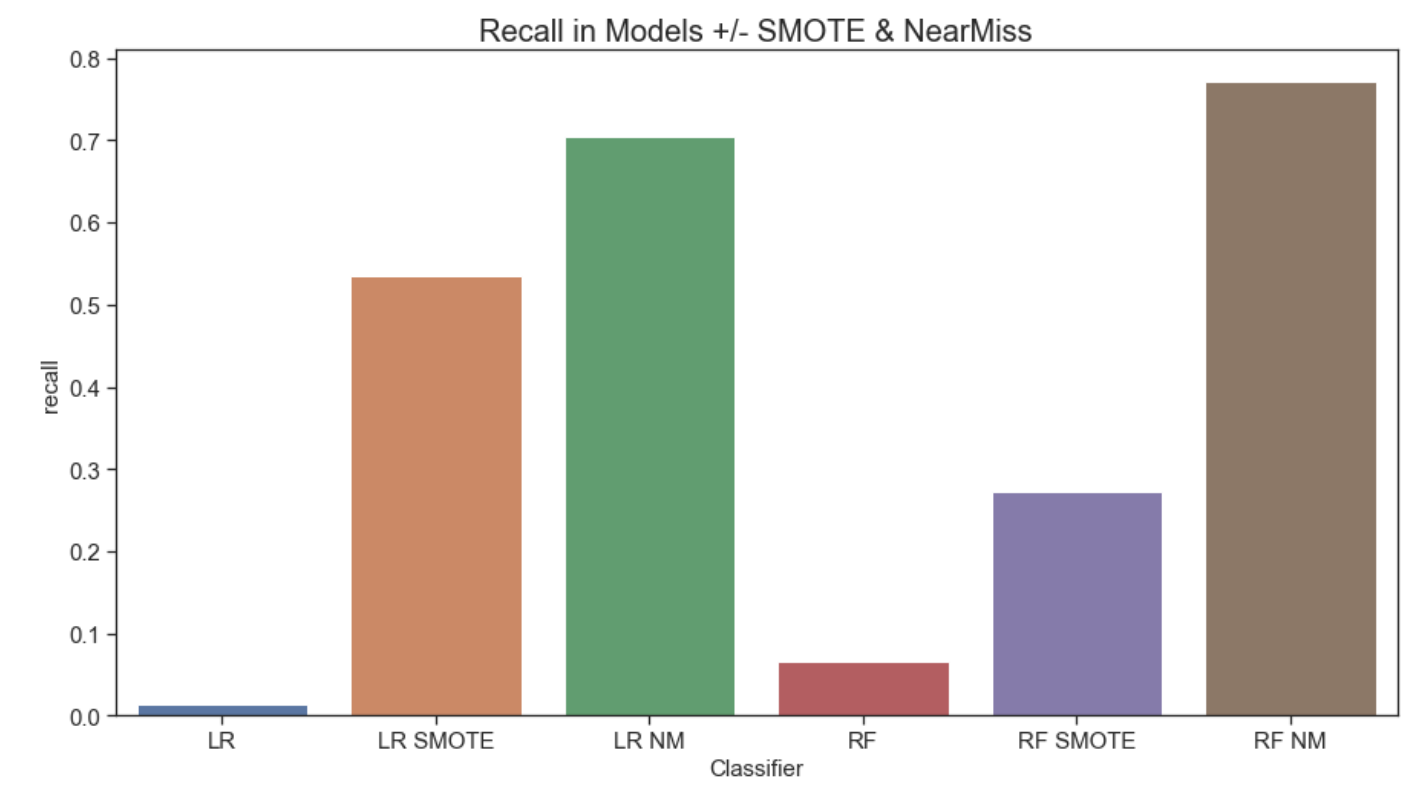 Recall in Models +/- SMOTE & NearMiss
0.8
0.7
0.6
0.5
0.4
0.3
0.2
0.1
0.0
recall
LR LR SMOTE LR NM RF RF SMOTE RF NM
Classifier